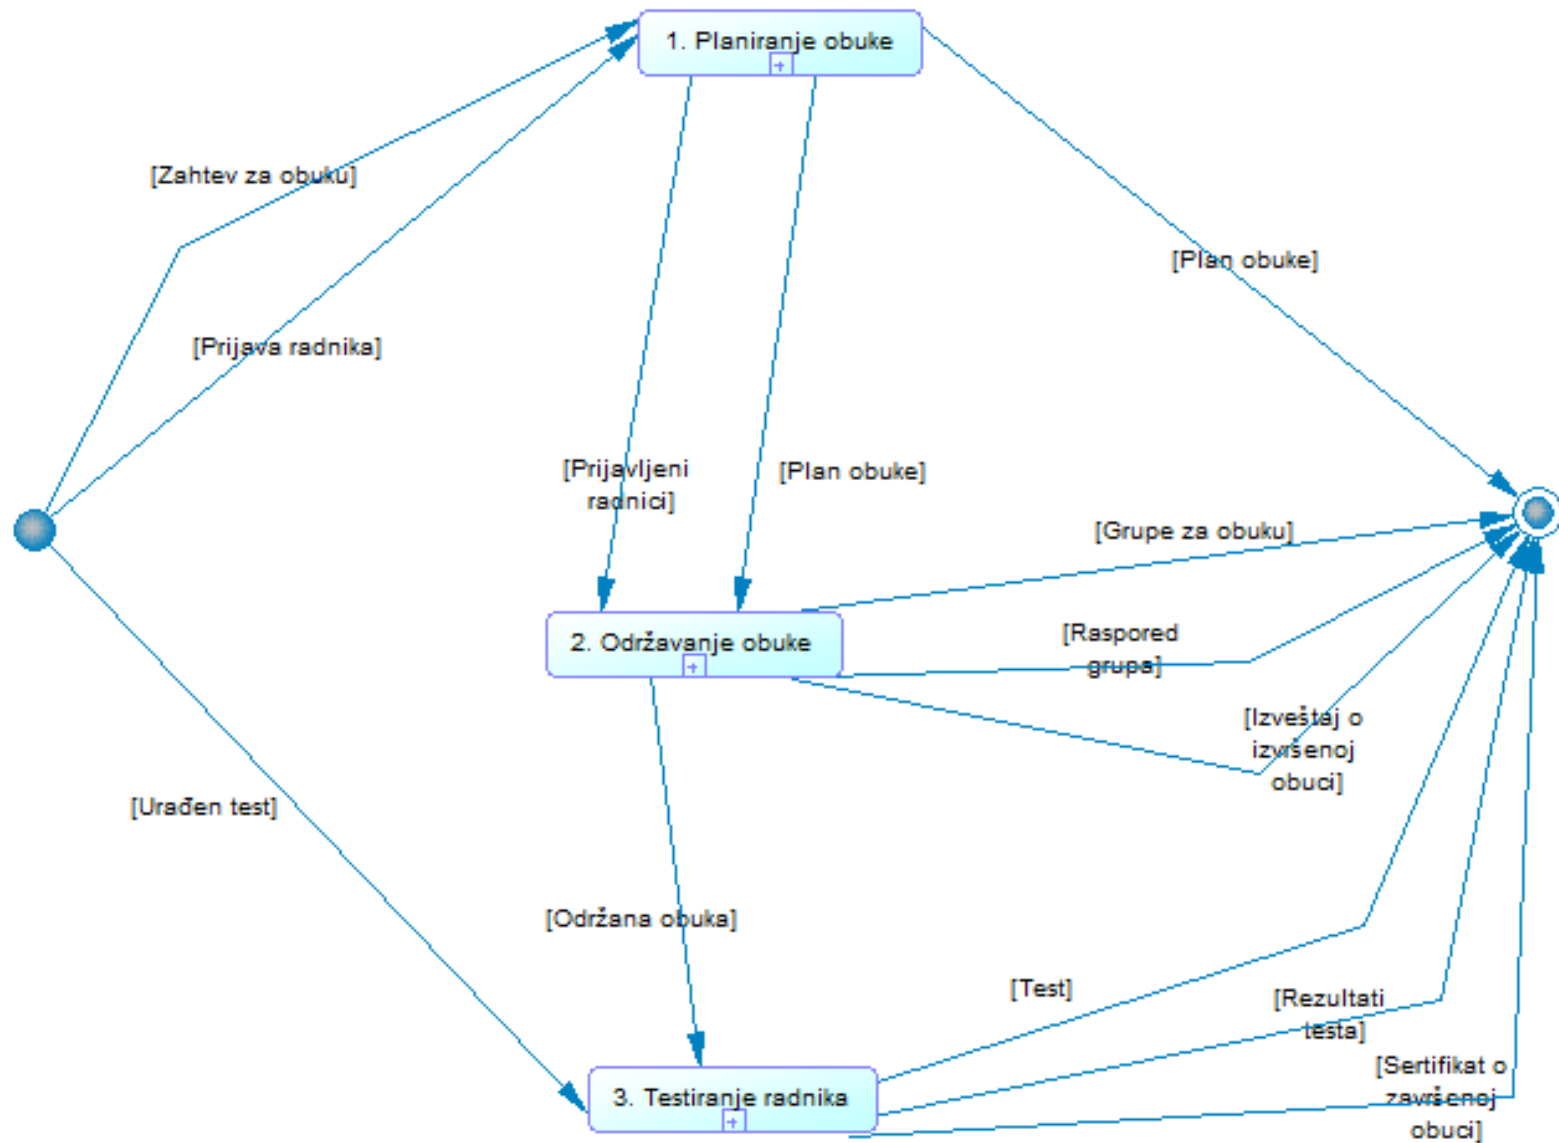 1. Planiranje obuke
[Zahtev za obuku]
[Plan obuke]
[Prijava radnika]
[Prijavljeni
radnici]
[Plan obuke]
[Grupe za obuku]
2. Održavanje obuke
[Raspored
grupa]
[Izveštaj o
izvršenoj
obuci]
[Urađen test]
[Održana obuka]
[Test]
[Rezultati
testa]
3. Testiranje radnika
[Sertifikat o
završenoj
obuci]